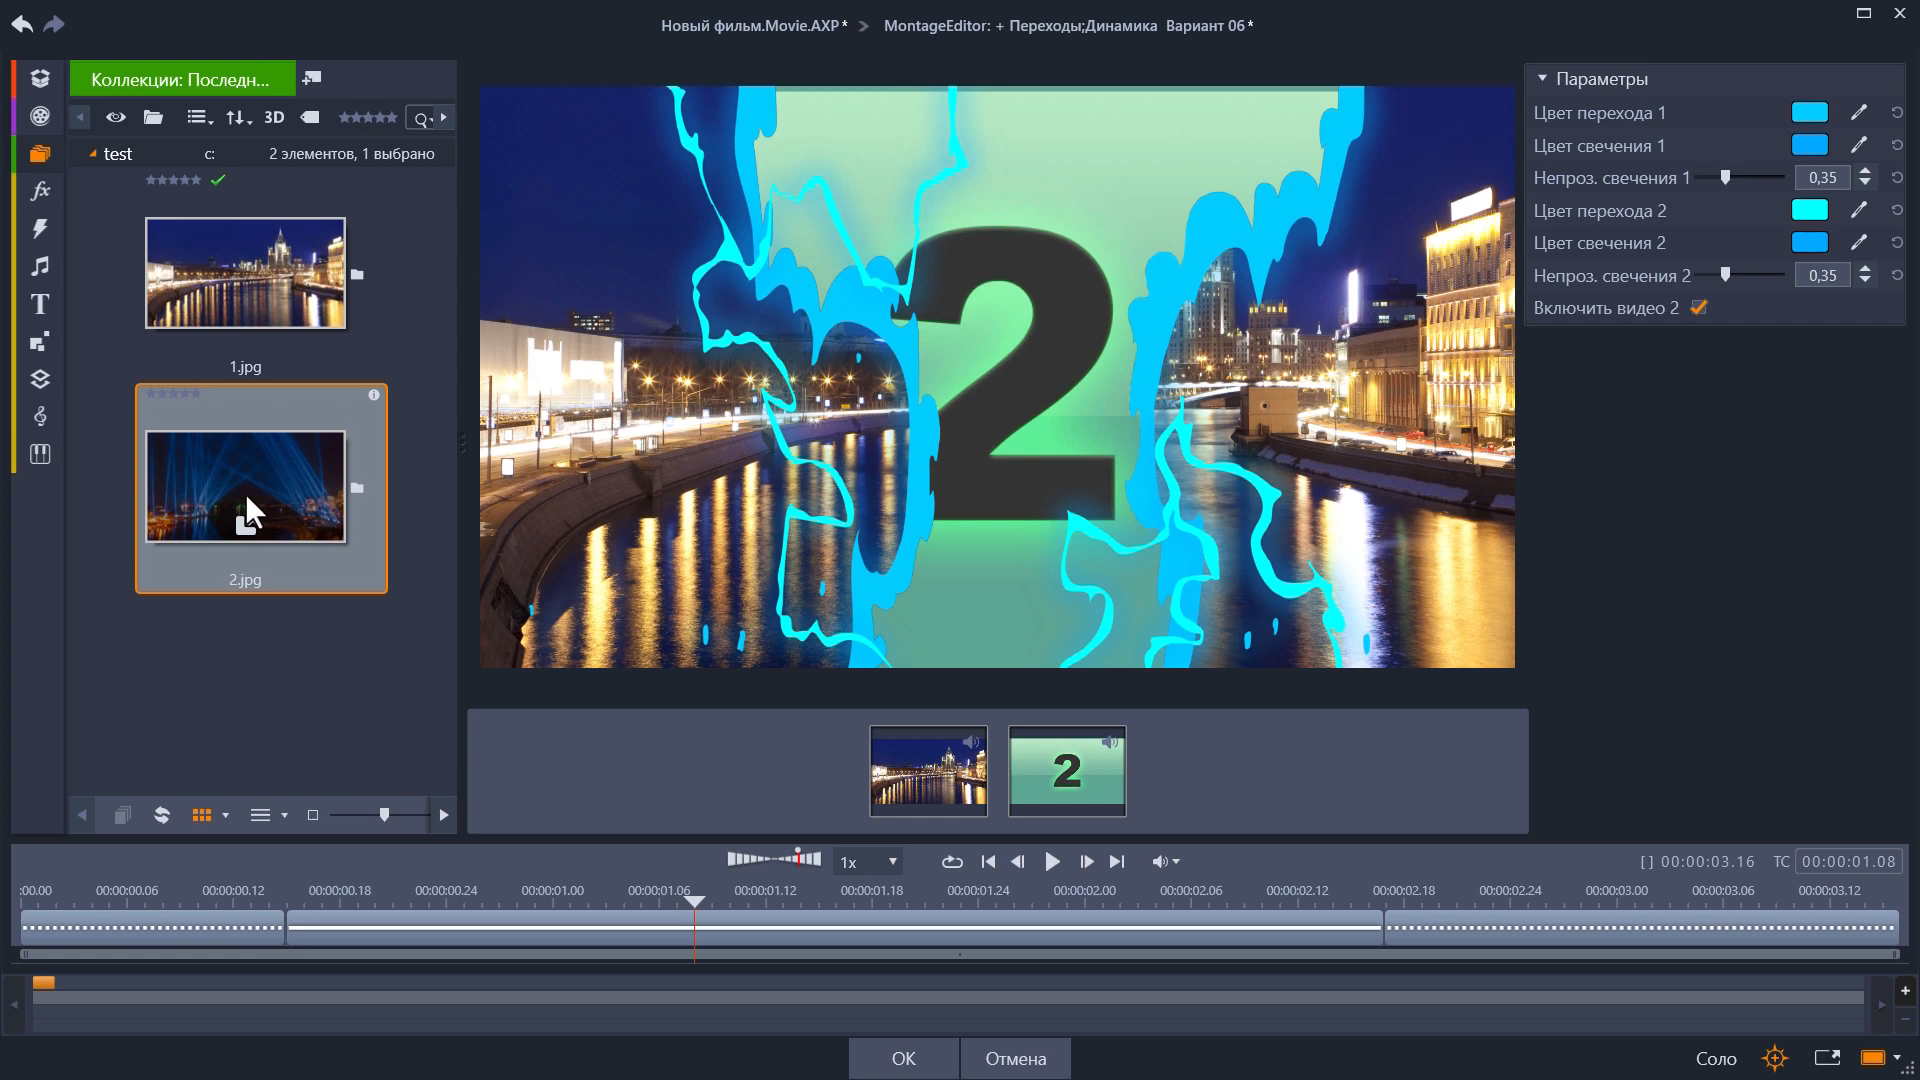 Новый фильм.Movie.AXP*
MontageEditor: + Переходы;Динамика Вариант 06*
Коллекции: Последн...
3D
test
c:
2 элементов, 1 выбрано
1.jpg
2.jpg
fx
T
2
2
Параметры
Цвет перехода 1
Цвет свечения 1
Непроз. свечения 1
0,35
Цвет перехода 2
Цвет свечения 2
Непроз. свечения 2
0,35
Включить видео 2
1x
[ ] 00:00:03.16
TC 00:00:01.08
:00.00 00:00:00.06 00:00:00.12 00:00:00.18 00:00:00.24 00:00:01.00 00:00:01.06 00:00:01.12 00:00:01.18 00:00:01.24 00:00:02.00 00:00:02.06 00:00:02.12 00:00:02.18 00:00:02.24 00:00:03.00 00:00:03.06 00:00:03.12
OK
Отмена
Соло